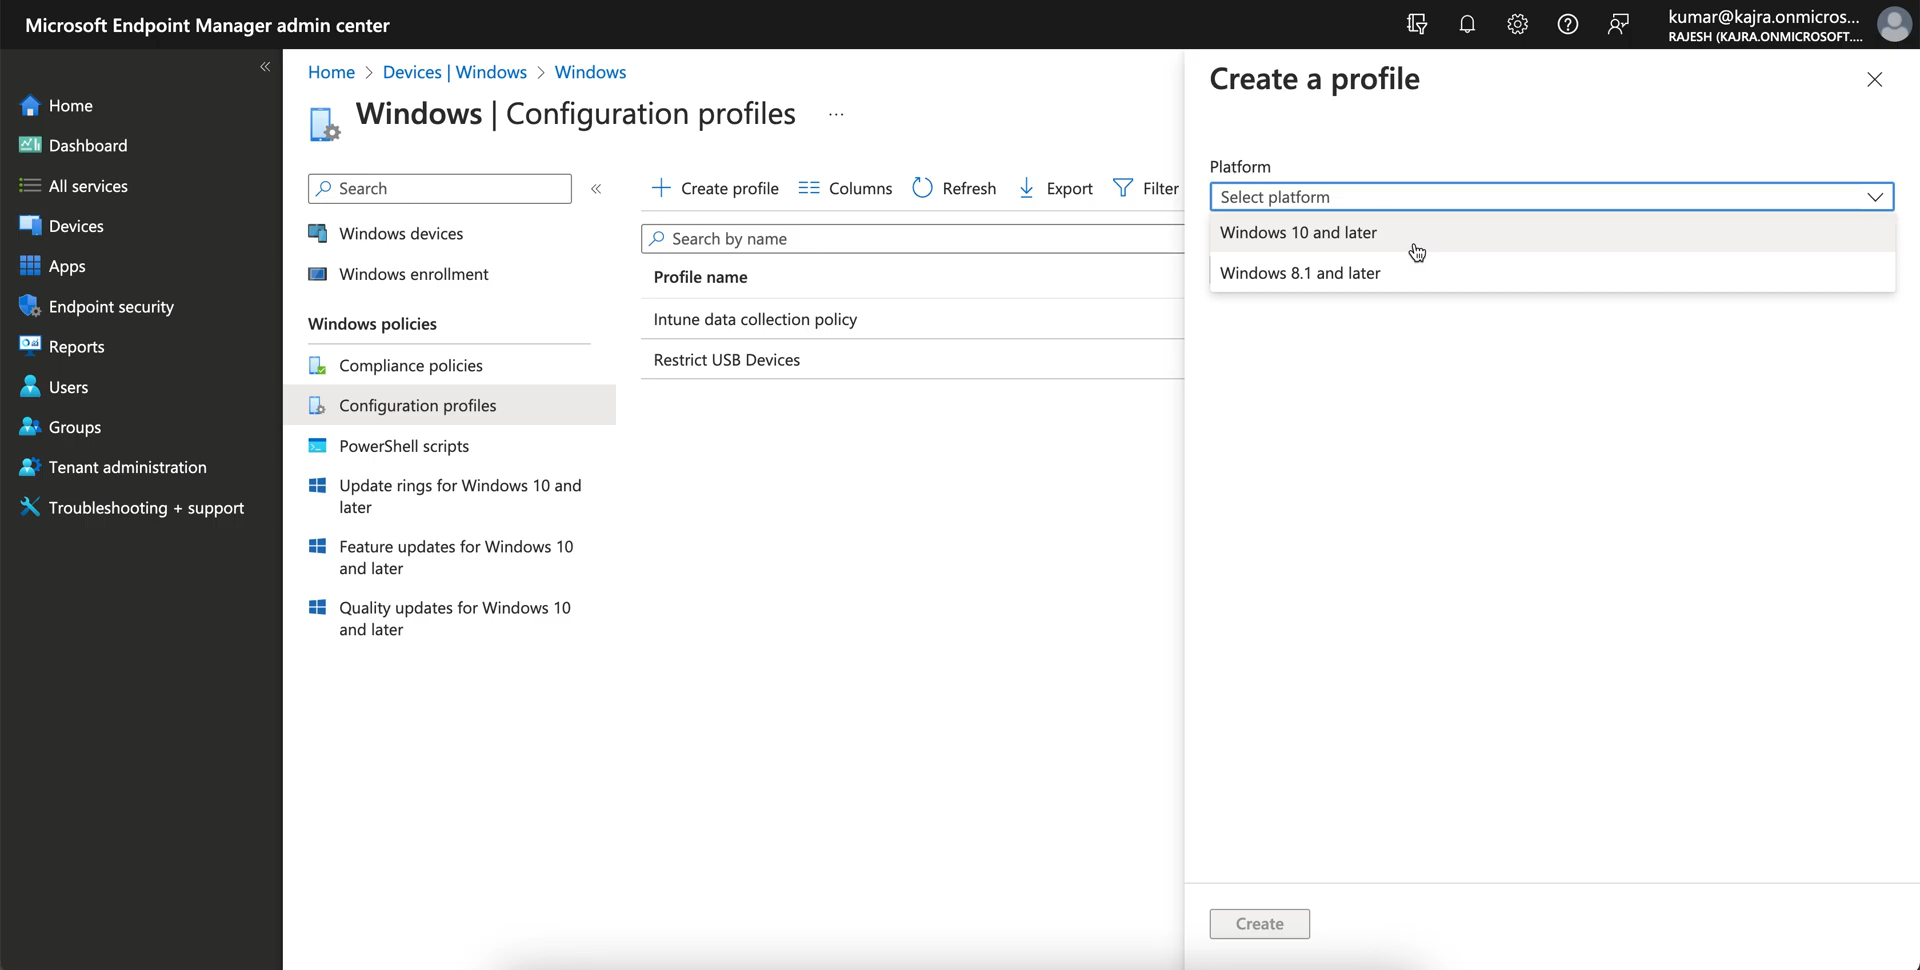 Microsoft Endpoint Manager admin center
kumar@kajra.onmicros...
RAJESH (KAJRA.ONMICROSOFT....
Home
Dashboard
All services
Devices
Apps
Endpoint security
Reports
Users
Groups
Tenant administration
Troubleshooting + support
Home > Devices | Windows > Windows
Windows | Configuration profiles ...
Search
Windows devices
Windows enrollment
Windows policies
Compliance policies
Configuration profiles
PowerShell scripts
Update rings for Windows 10 and
later
Feature updates for Windows 10
and later
Quality updates for Windows 10
and later
Create profile Columns Refresh Export Filter
Search by name
Profile name
Intune data collection policy
Restrict USB Devices
Create a profile
Platform
Select platform
Windows 10 and later
Windows 8.1 and later
Create